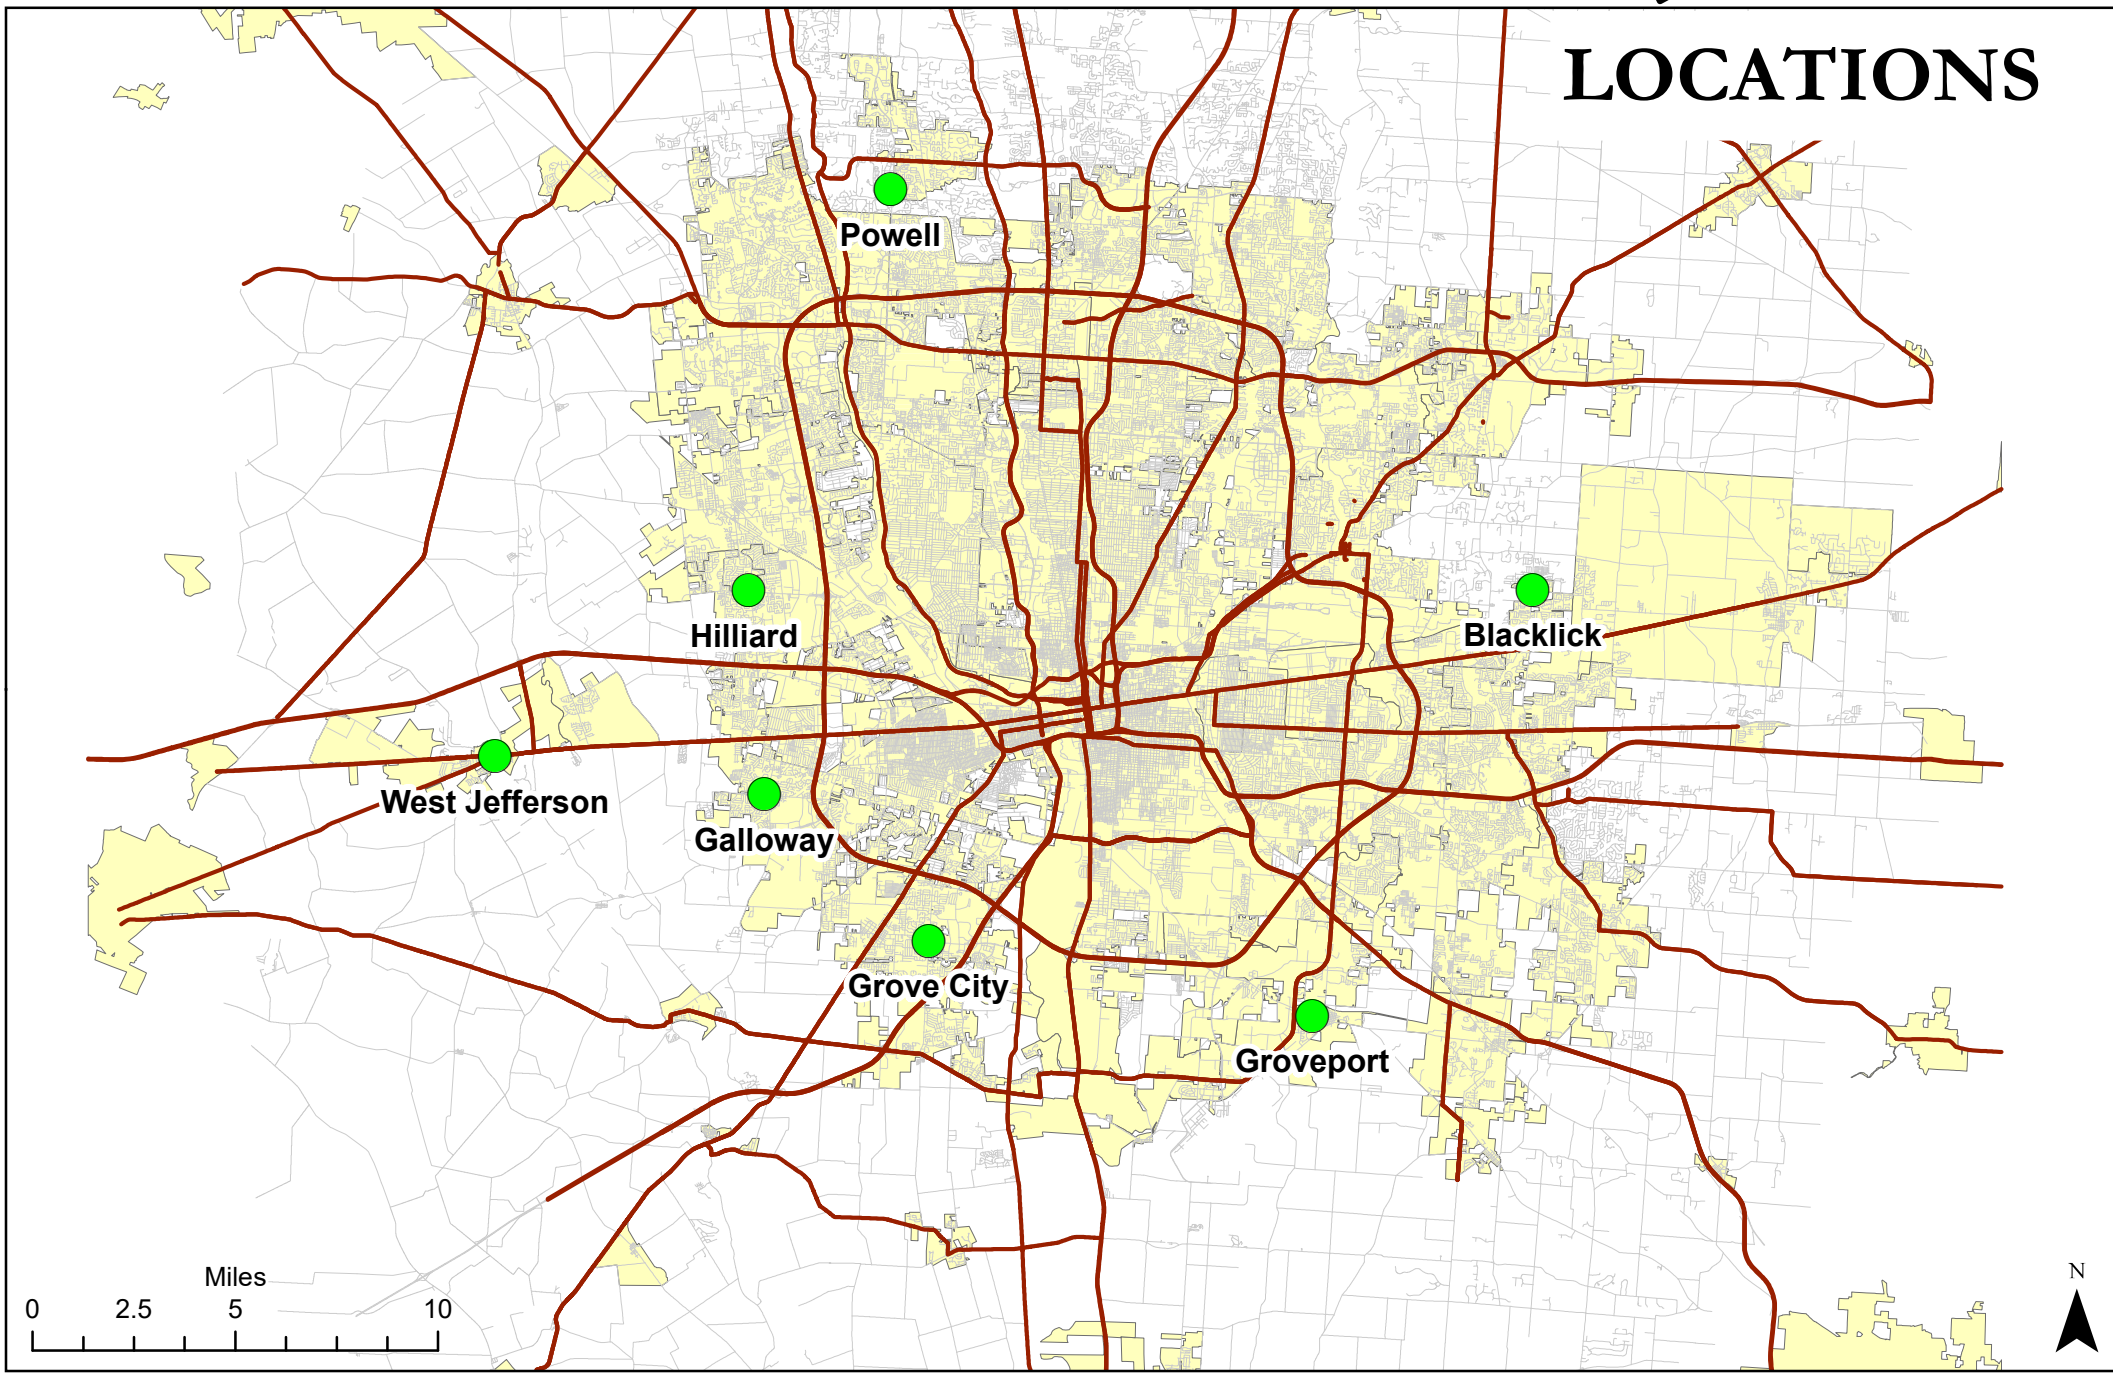 LOCATIONS
Powell
Hilliard
Blacklick
West Jefferson
Galloway
Grove City
Groveport
Miles
0 2.5 5 10
N